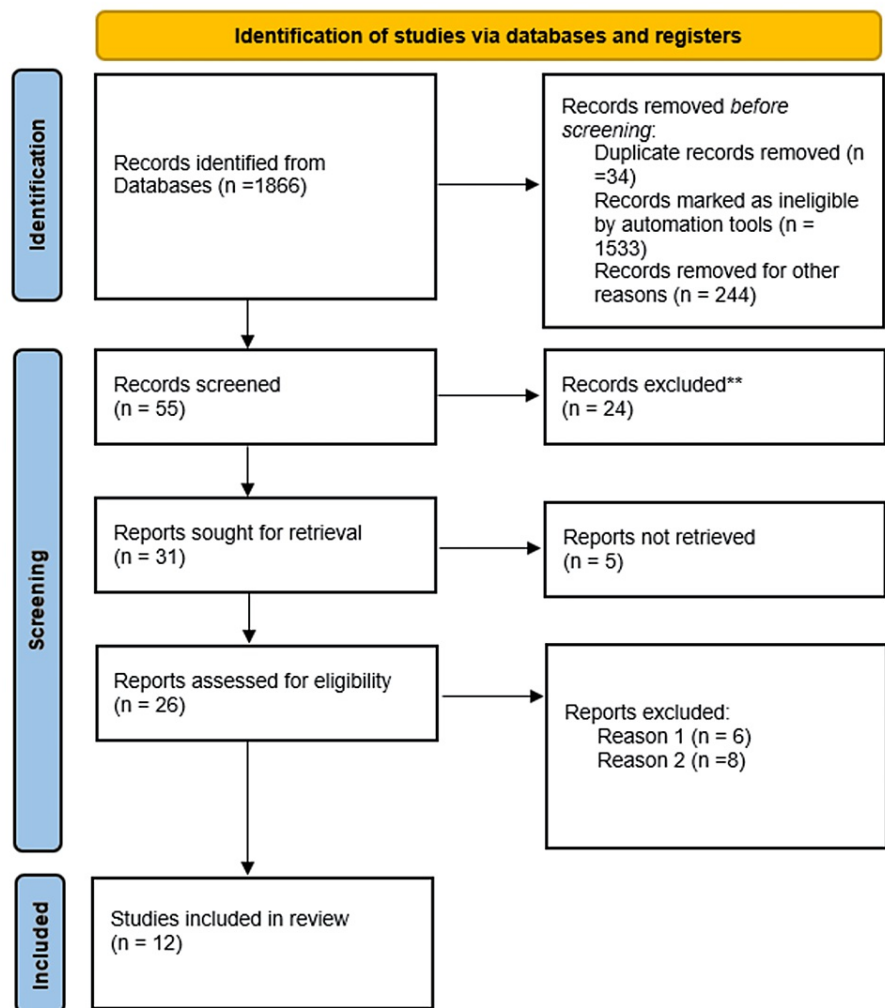 Identification of studies via databases and registers
Identification
Records identified from
Databases (n =1866)
Records removed before
screening:
Duplicate records removed (n
=34)
Records marked as ineligible
by automation tools (n =
1533)
Records removed for other
reasons (n = 244)
Screening
Records screened
(n = 55)
Records excluded**
(n = 24)
Reports sought for retrieval
(n = 31)
Reports not retrieved
(n = 5)
Reports assessed for eligibility
(n = 26)
Reports excluded:
Reason 1 (n = 6)
Reason 2 (n =8)
Included
Studies included in review
(n = 12)